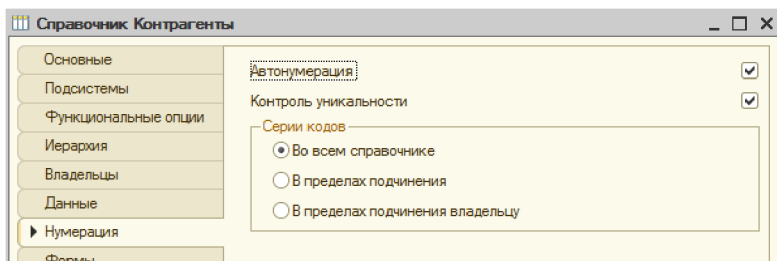 Справочник Контрагенты
Основные
Подсистемы
Функциональные опции
Иерархия
Владельцы
Данные
Нумерация
Формы
Автонумерация
Контроль уникальности
Серии кодов
Во всем справочнике
В пределах подчинения
В пределах подчинения владельцу